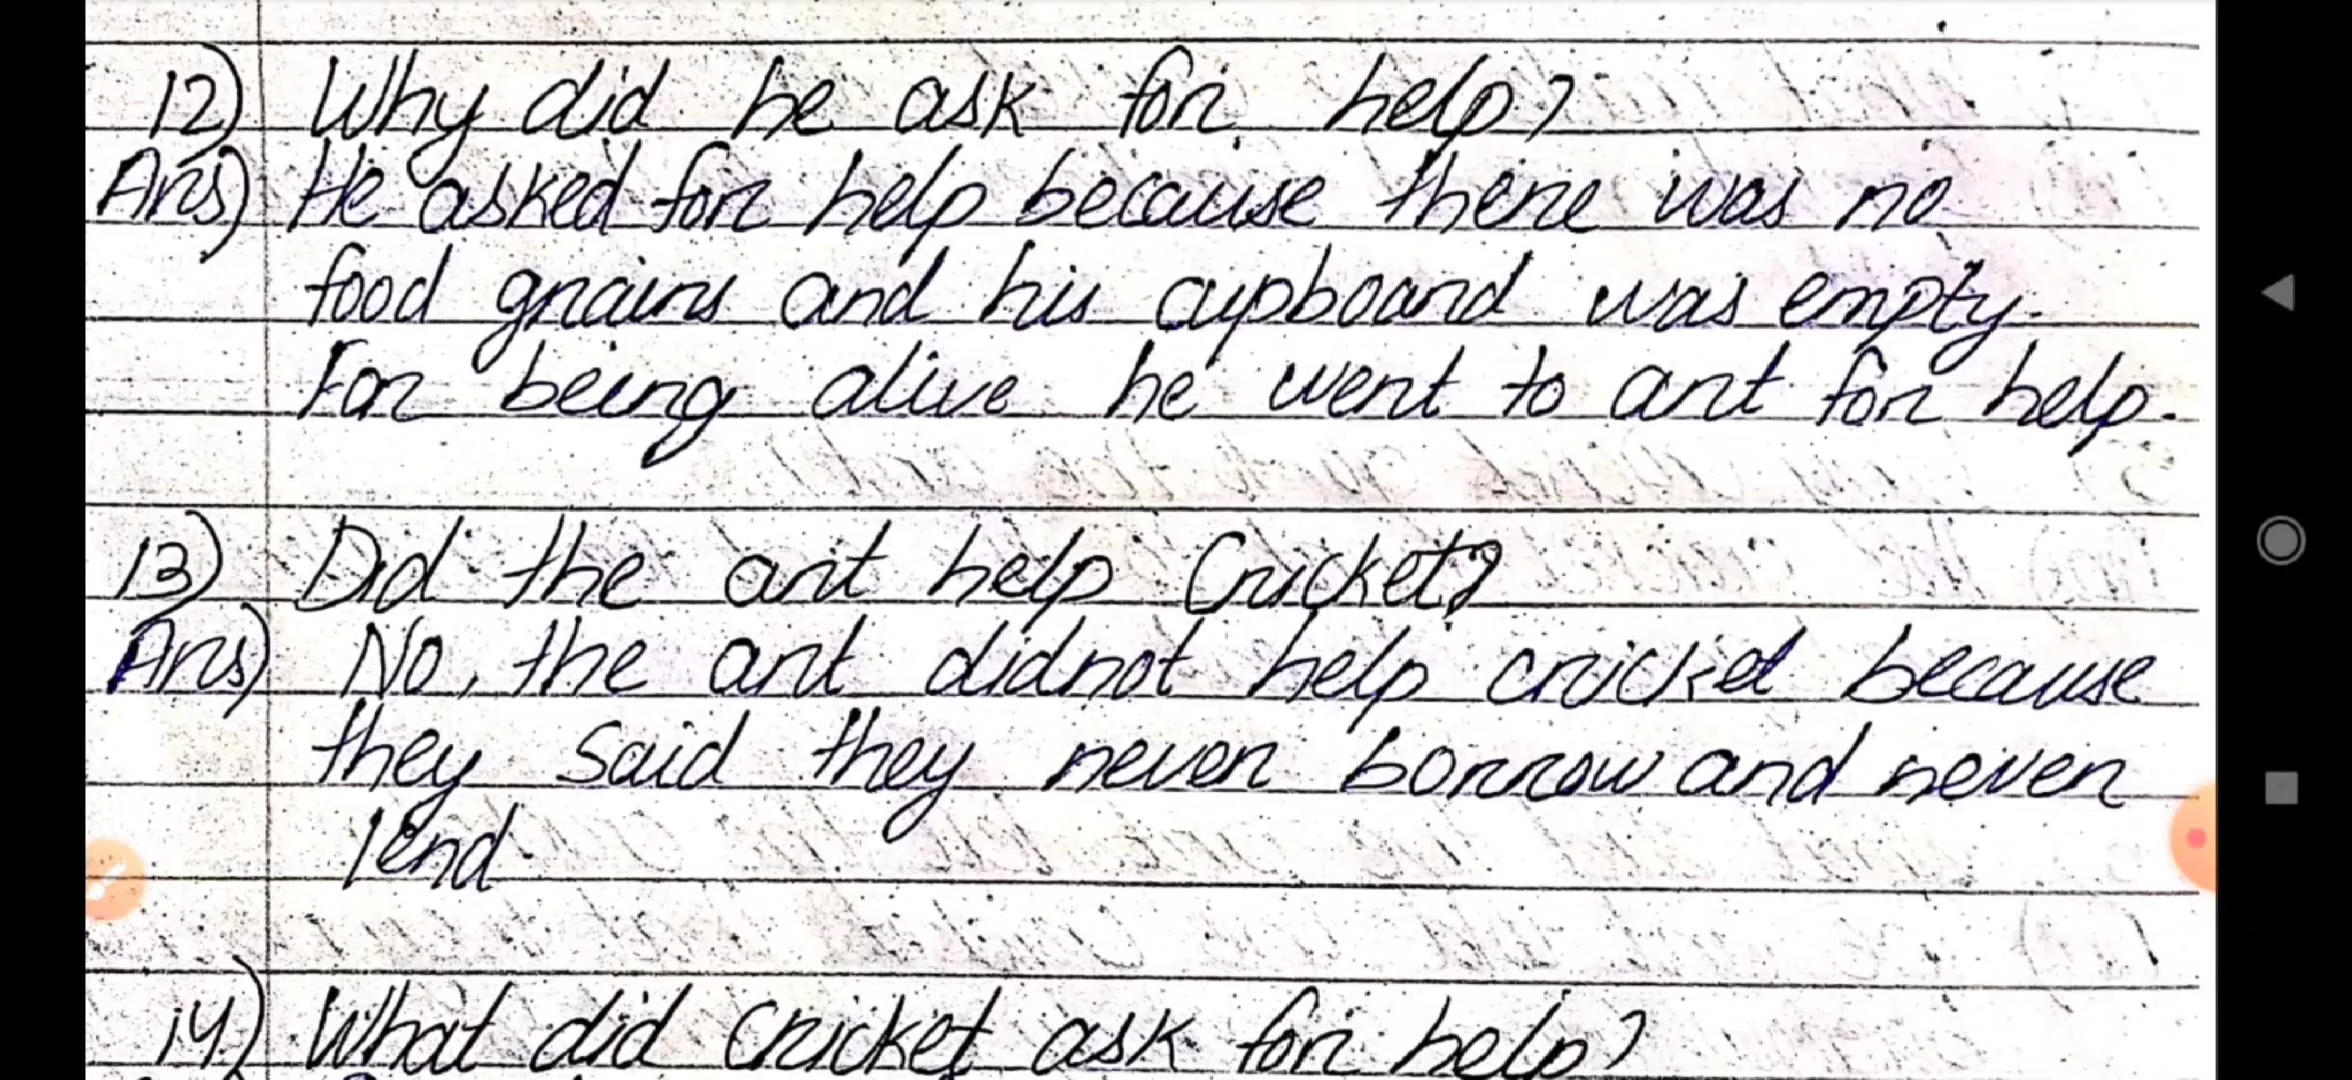 12) Why did he ask for help?
Ans) He asked for help because there was no
food grains and his cupboard was empty.
For being alive he went to ant for help.
13) Did the ant help Cricket?
Ans) No, the ant didnot help cricket because
they said they never borrow and never
lend.
14) What did Cricket ask for help?